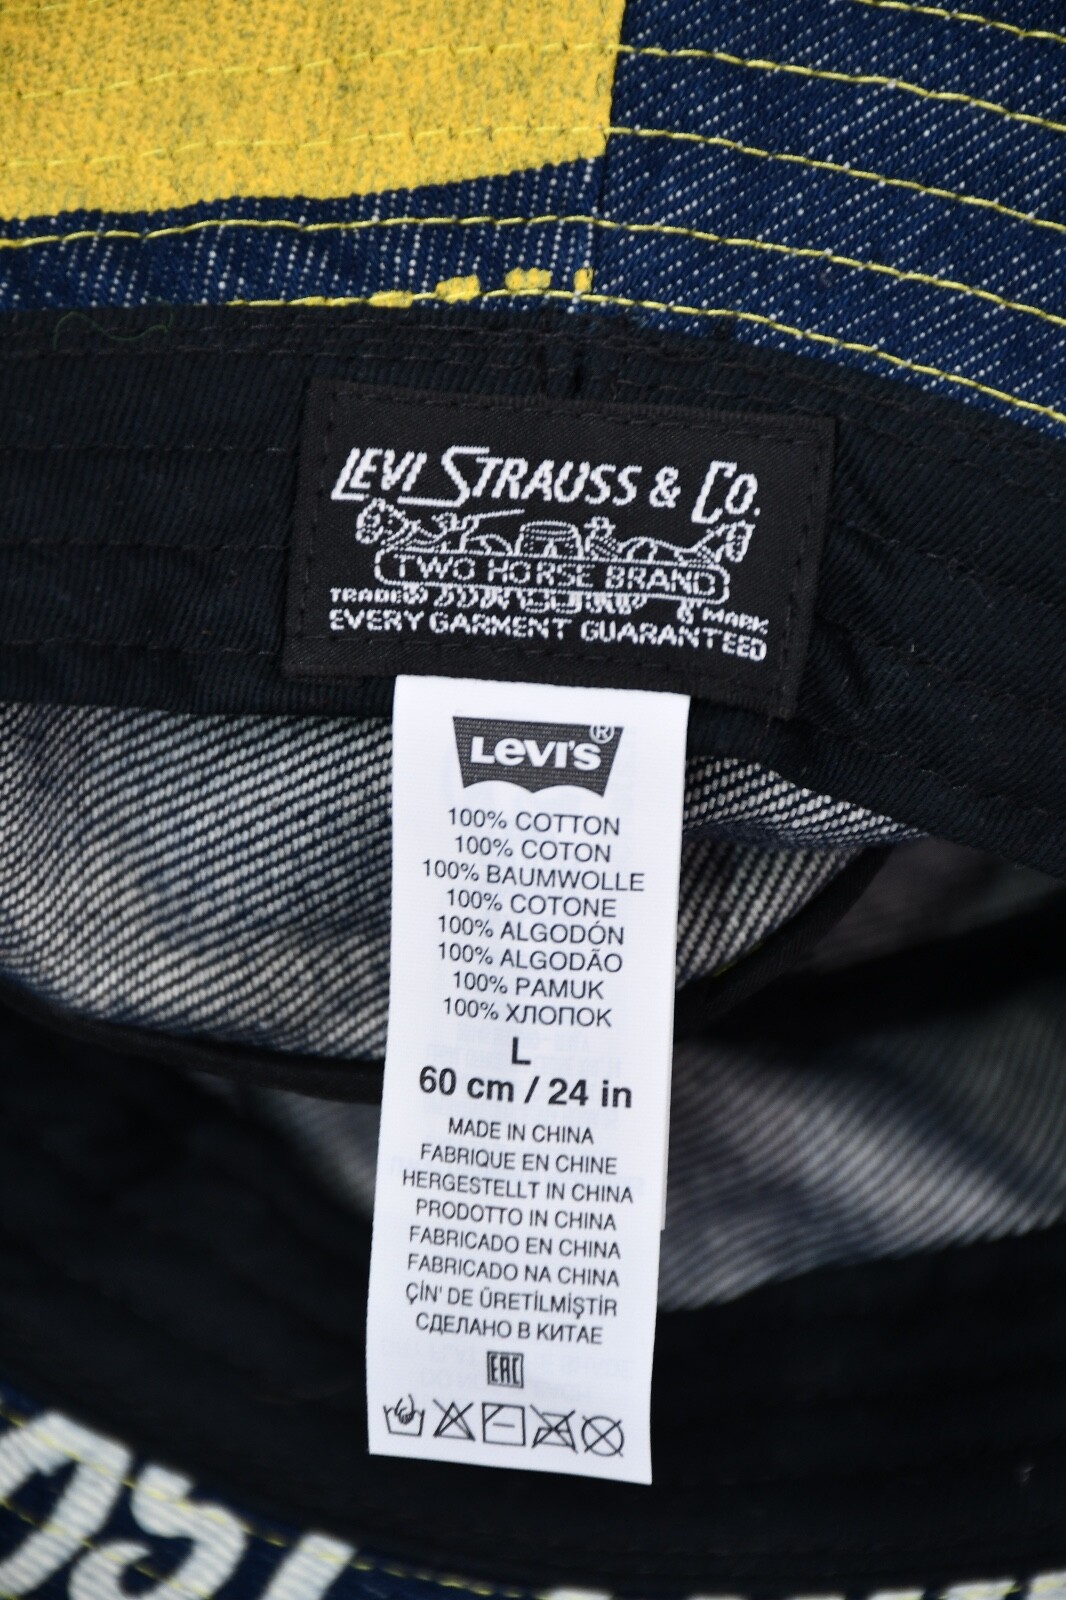 LEVI STRAUSS & CO.
TWO HORSE BRAND
TRADE MARK
EVERY GARMENT GUARANTEED
LEVI'S®
100% COTTON
100% COTON
100% BAUMWOLLE
100% COTONE
100% ALGODÓN
100% ALGODÃO
100% PAMUK
100% ХЛОПОК
L
60 cm / 24 in
MADE IN CHINA
FABRIQUE EN CHINE
HERGESTELLT IN CHINA
PRODOTTO IN CHINA
FABRICADO EN CHINA
FABRICADO NA CHINA
ÇİN' DE ÜRETİLMİŞTİR
СДЕЛАНО В КИТАЕ
EAC